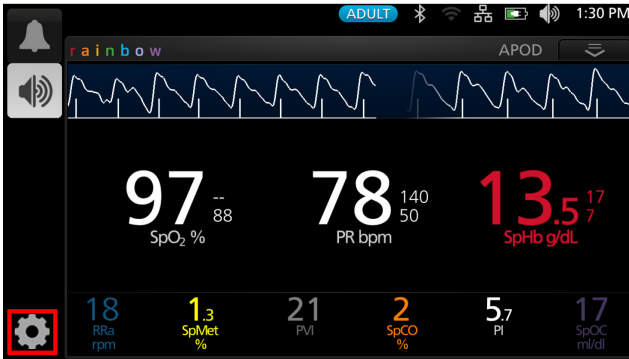 ADULT 1:30 PM
rainbow APOD
97 -- 88 78 140 50 13.5 17 7
SpO₂ % PR bpm SpHb g/dL
18 1.3 21 2 5.7 17
RRa SpMet PVI SpCO PI SpOC
rpm % % ml/dl